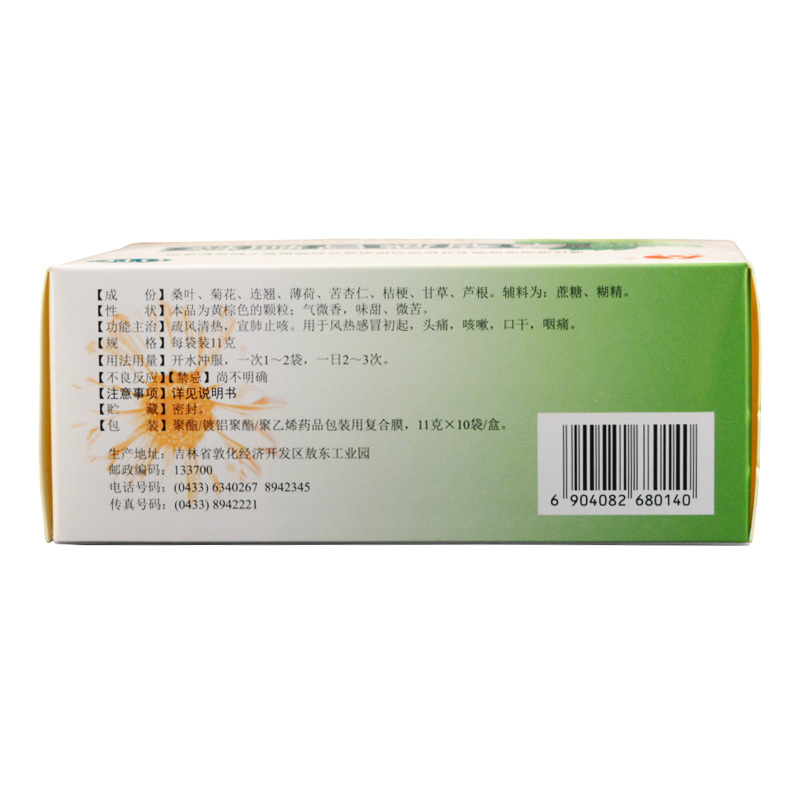 【成　份】桑叶、菊花、连翘、薄荷、苦杏仁、桔梗、甘草、芦根。辅料为：蔗糖、糊精。
【性　状】本品为黄棕色的颗粒；气微香，味甜、微苦。
【功能主治】疏风清热，宣肺止咳。用于风热感冒初起，头痛，咳嗽，口干，咽痛。
【规　格】每袋装11克
【用法用量】开水冲服，一次1～2袋，一日2～3次。
【不良反应】【禁忌】尚不明确
【注意事项】详见说明书
【贮　藏】密封。
【包　装】聚酯/镀铝聚酯/聚乙烯药品包装用复合膜，11克×10袋/盒。
生产地址：吉林省敦化经济开发区敖东工业园
邮政编码：133700
电话号码：(0433) 6340267 8942345
传真号码：(0433) 8942221
6 904082 680140